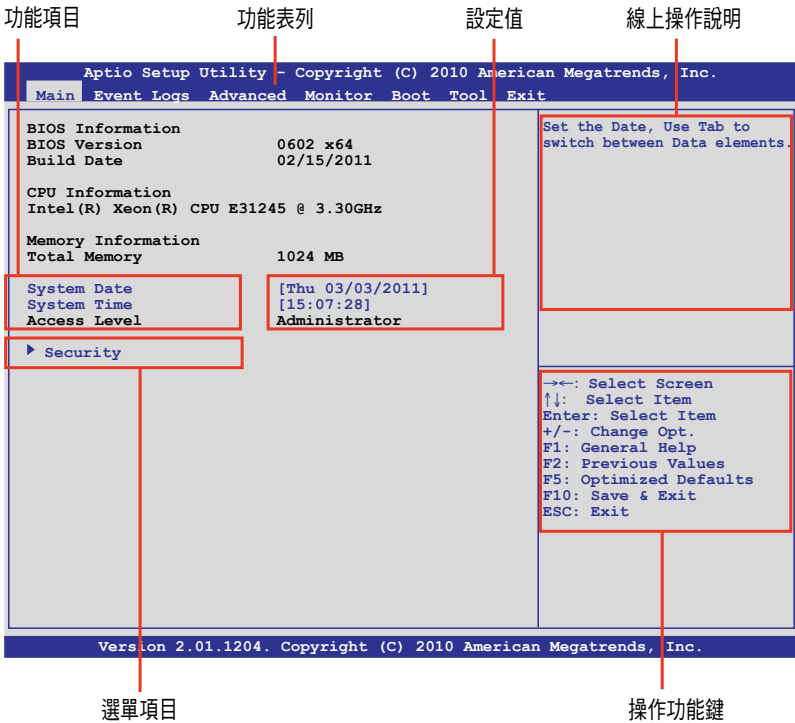 功能項目 功能表列 設定值 線上操作說明
Aptio Setup Utility - Copyright (C) 2010 American Megatrends, Inc.
Main Event Logs Advanced Monitor Boot Tool Exit
BIOS Information
BIOS Version 0602 x64
Build Date 02/15/2011
CPU Information
Intel(R) Xeon(R) CPU E31245 @ 3.30GHz
Memory Information
Total Memory 1024 MB
System Date [Thu 03/03/2011]
System Time [15:07:28]
Access Level Administrator
Security
Set the Date, Use Tab to
switch between Data elements.
→←: Select Screen
↑↓: Select Item
Enter: Select Item
+/-: Change Opt.
F1: General Help
F2: Previous Values
F5: Optimized Defaults
F10: Save & Exit
ESC: Exit
Version 2.01.1204. Copyright (C) 2010 American Megatrends, Inc.
選單項目 操作功能鍵